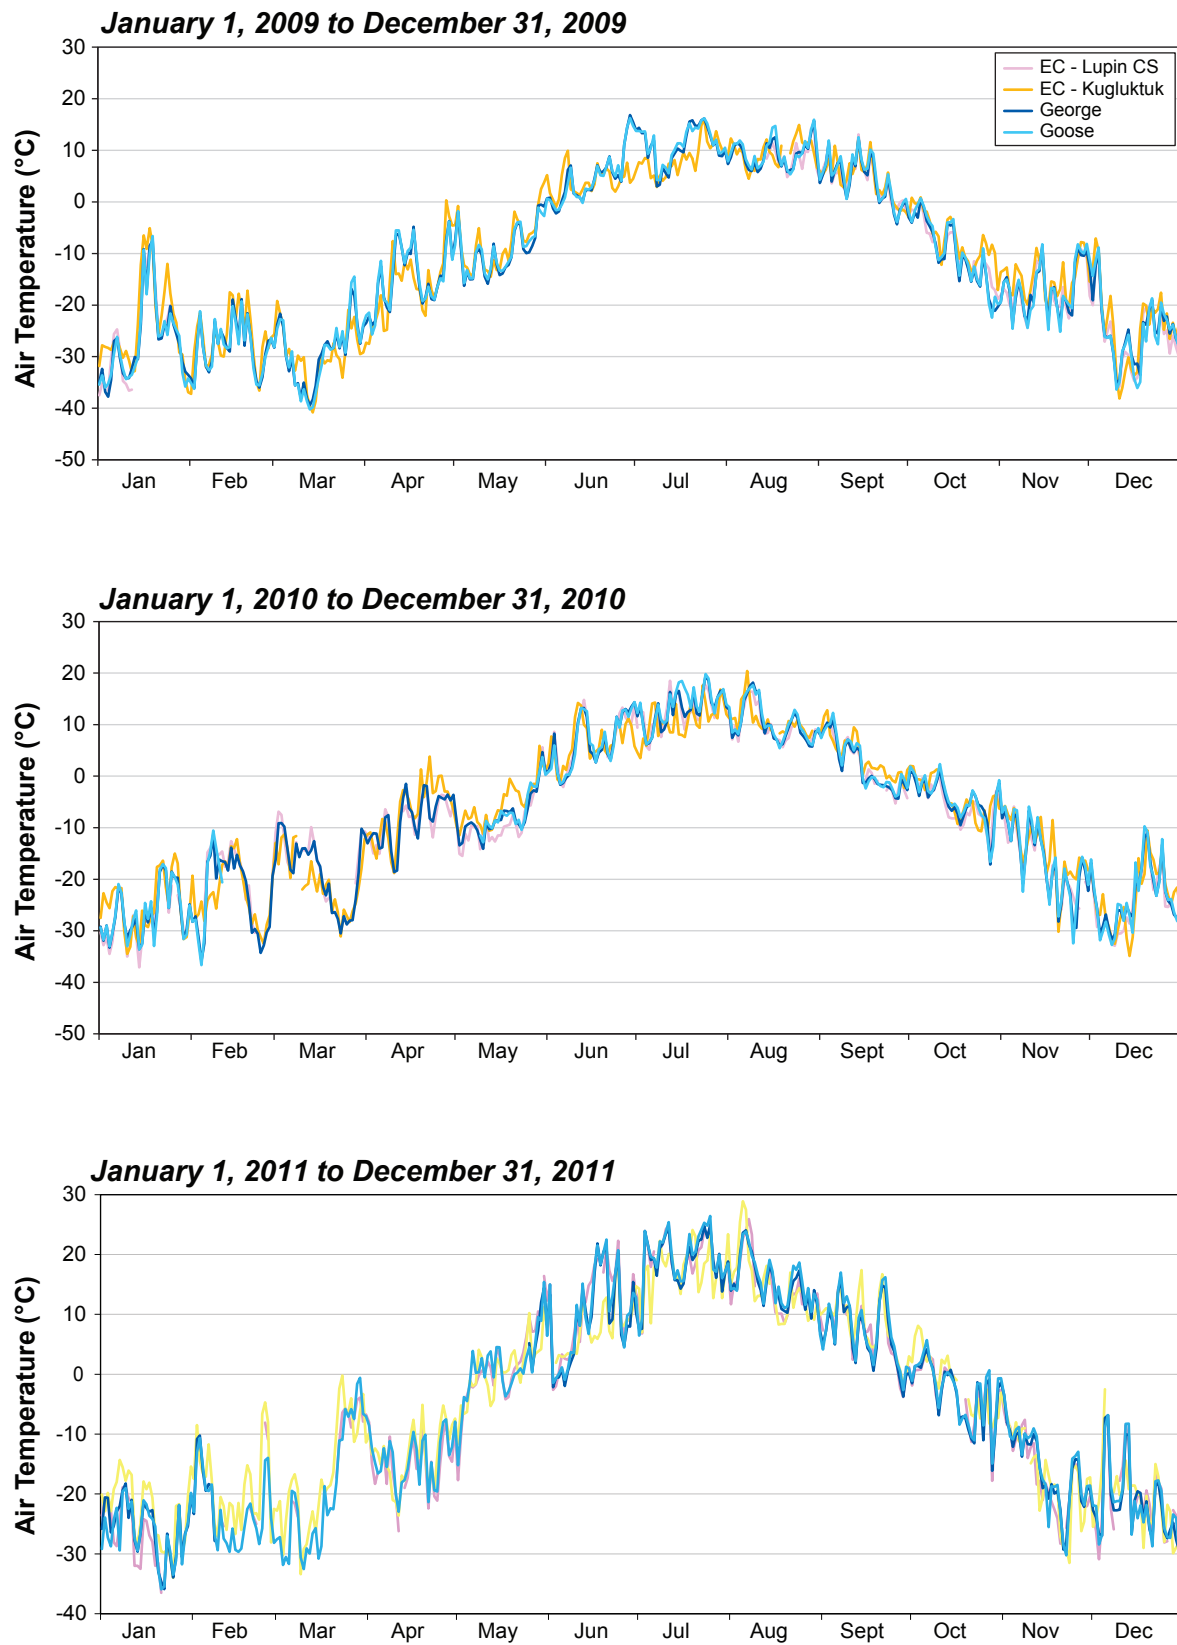 January 1, 2009 to December 31, 2009
Air Temperature (°C)
30
20
10
0
-10
-20
-30
-40
-50
EC - Lupin CS
EC - Kugluktuk
George
Goose
Jan Feb Mar Apr May Jun Jul Aug Sept Oct Nov Dec
January 1, 2010 to December 31, 2010
Air Temperature (°C)
30
20
10
0
-10
-20
-30
-40
-50
Jan Feb Mar Apr May Jun Jul Aug Sept Oct Nov Dec
January 1, 2011 to December 31, 2011
Air Temperature (°C)
30
20
10
0
-10
-20
-30
-40
Jan Feb Mar Apr May Jun Jul Aug Sept Oct Nov Dec